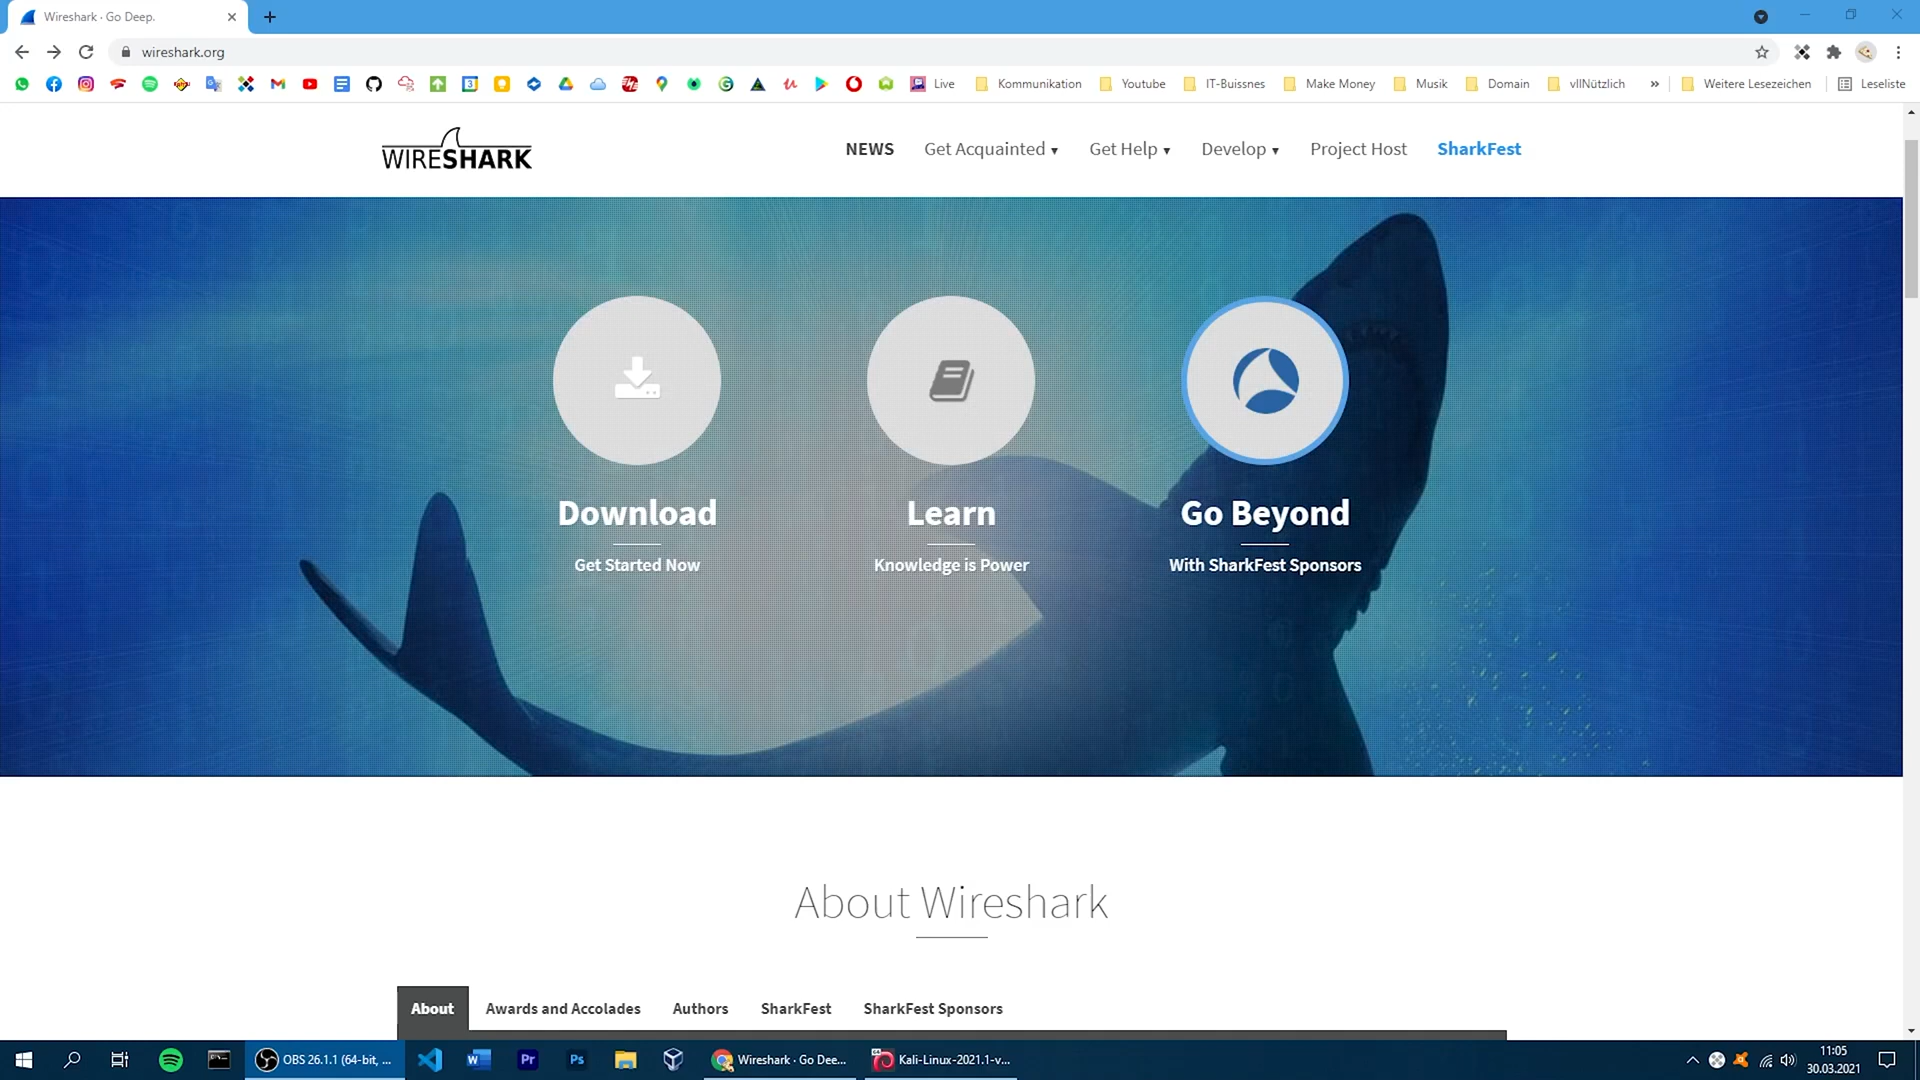 Wireshark · Go Deep.
wireshark.org
Live
Kommunikation
Youtube
IT-Buissnes
Make Money
Musik
Domain
vllNützlich
»
Weitere Lesezeichen
Leseliste
WIRESHARK
NEWS
Get Acquainted ▾
Get Help ▾
Develop ▾
Project Host
SharkFest
Download
Learn
Go Beyond
Get Started Now
Knowledge is Power
With SharkFest Sponsors
About Wireshark
About
Awards and Accolades
Authors
SharkFest
SharkFest Sponsors
OBS 26.1.1 (64-bit, ...
Wireshark · Go Dee...
Kali-Linux-2021.1-v...
11:05
30.03.2021